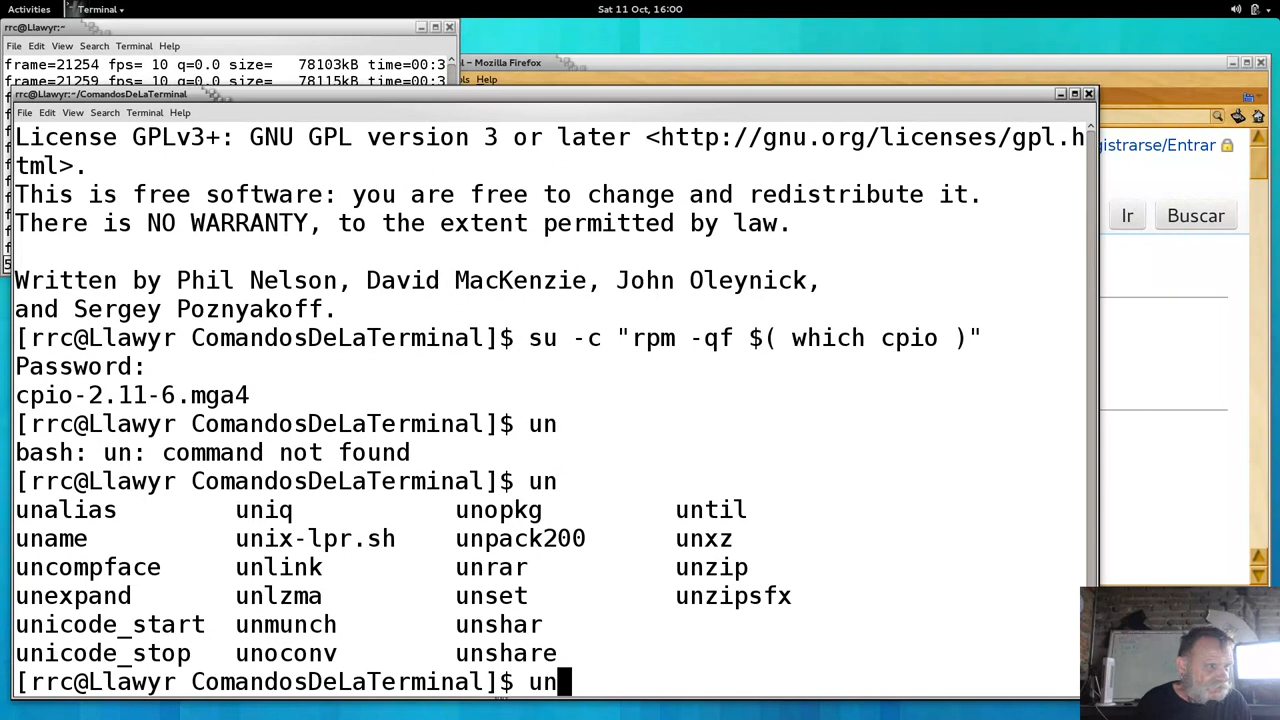 Activities Terminal Sat 11 Oct, 16:00
rrc@Llawyr:~
File Edit View Search Terminal Help
frame=21254 fps= 10 q=0.0 size=   78103kB time=00:3
frame=21259 fps= 10 q=0.0 size=   78115kB time=00:3
– Mozilla Firefox
Help
rrc@Llawyr:~/ComandosDeLaTerminal
File Edit View Search Terminal Help
License GPLv3+: GNU GPL version 3 or later <http://gnu.org/licenses/gpl.h
tml>.
This is free software: you are free to change and redistribute it.
There is NO WARRANTY, to the extent permitted by law.
Written by Phil Nelson, David MacKenzie, John Oleynick,
and Sergey Poznyakoff.
[rrc@Llawyr ComandosDeLaTerminal]$ su -c "rpm -qf $( which cpio )"
Password:
cpio-2.11-6.mga4
[rrc@Llawyr ComandosDeLaTerminal]$ un
bash: un: command not found
[rrc@Llawyr ComandosDeLaTerminal]$ un
unalias uniq unopkg until
uname unix-lpr.sh unpack200 unxz
uncompface unlink unrar unzip
unexpand unlzma unset unzipsfx
unicode_start unmunch unshar
unicode_stop unoconv unshare
[rrc@Llawyr ComandosDeLaTerminal]$ un
gistrarse/Entrar
Ir Buscar